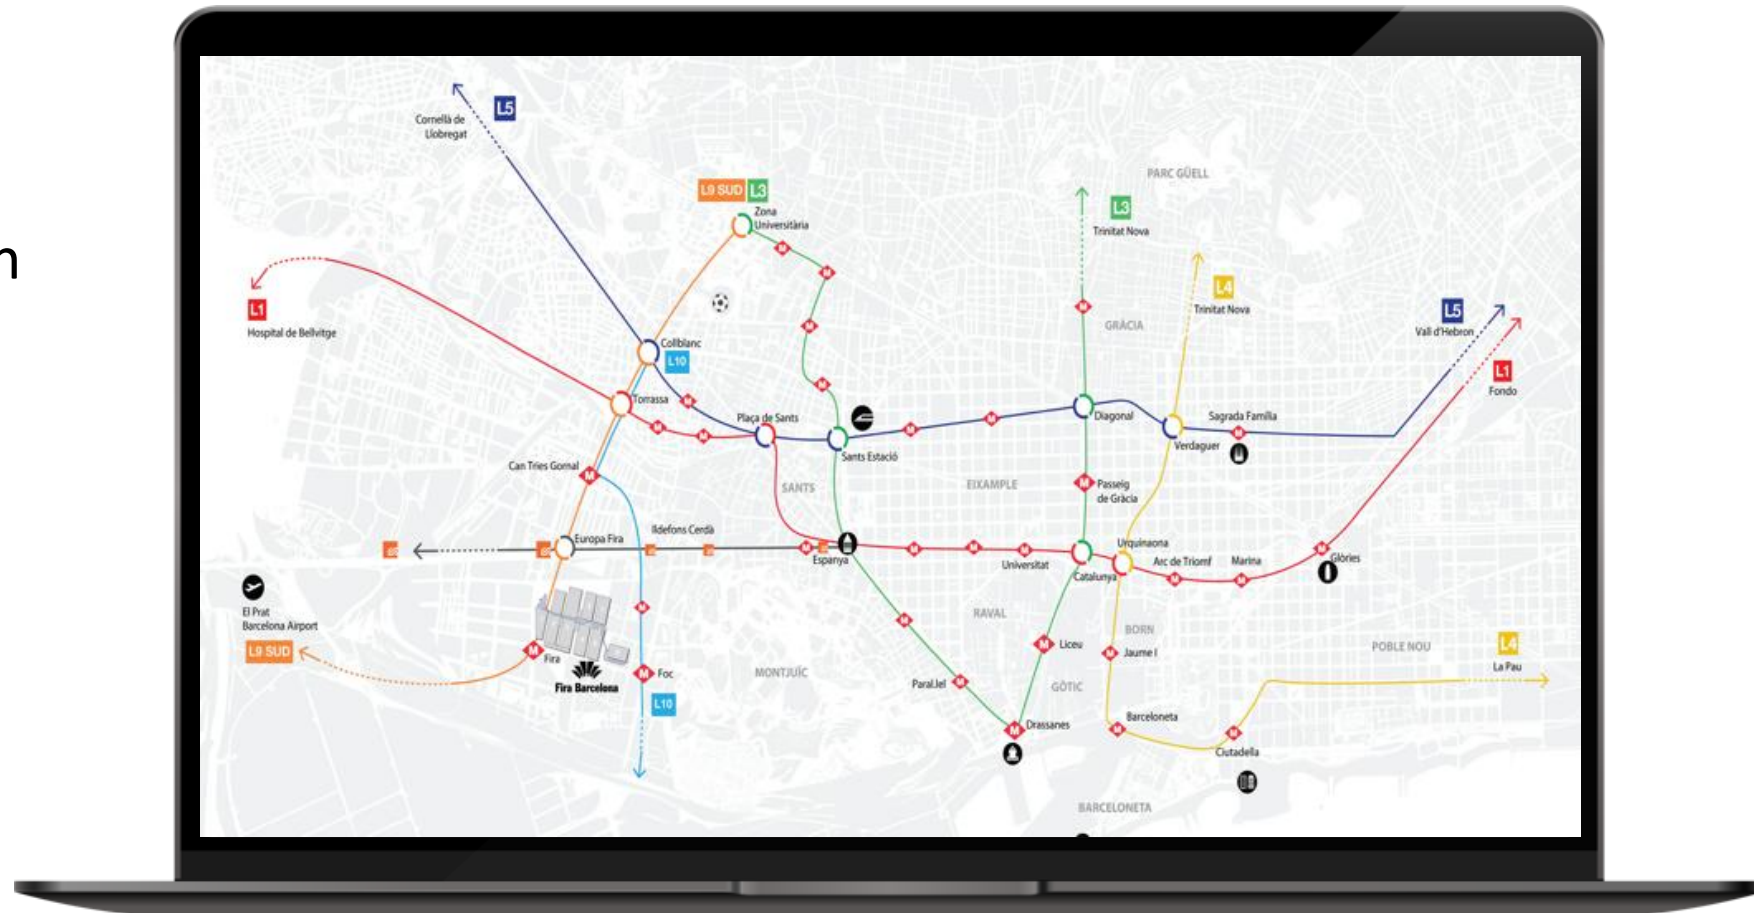 n
L5
Cornellà de
Llobregat
PARC GÜELL
L9 SUD L3
Zona
Universitària
L3
Trinitat Nova
L4
Trinitat Nova
L1
Hospital de Bellvitge
L5
Vall d'Hebron
GRÀCIA
Collblanc
L10
L1
Fondo
Torrassa
Plaça de Sants
Diagonal
Sagrada Família
Verdaguer
Sants Estació
Can Tries Gornal
SANTS
EIXAMPLE
Passeig
de Gràcia
Ildefons Cerdà
Europa Fira
Espanya
Universitat
Catalunya
Urquinaona
Arc de Triomf
Marina
Glòries
El Prat
Barcelona Airport
L9 SUD
Fira
Fira Barcelona
Foc
L10
MONTJUÏC
RAVAL
Liceu
BORN
Jaume I
POBLE NOU
L4
La Pau
Paral.lel
GÒTIC
Drassanes
Barceloneta
Ciutadella
BARCELONETA